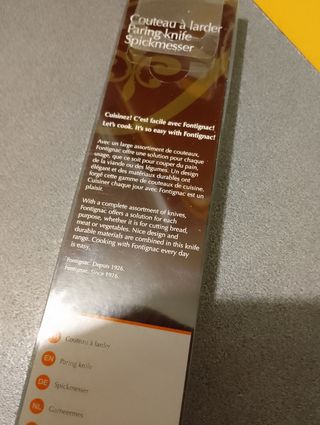 Couteau à larder
Paring knife
Spickmesser
Cuisinez! C'est facile avec Fontignac!
Let's cook. It's so easy with Fontignac!
Avec un large assortiment de couteaux,
Fontignac offre une solution pour chaque
usage, que ce soit pour couper du pain,
de la viande ou des légumes. Un design
élégant et des matériaux durables ont
forgé cette gamme de couteaux de cuisine.
Cuisiner chaque jour avec Fontignac est un
plaisir.
With a complete assortment of knives,
Fontignac offers a solution for each
purpose, whether it is for cutting bread,
meat or vegetables. Nice design and
durable materials are combined in this knife
range. Cooking with Fontignac every day
is easy.
Fontignac. Depuis 1926.
Fontignac. Since 1926.
Couteau à larder
EN Paring knife
DE Spickmesser
NL Garneermes